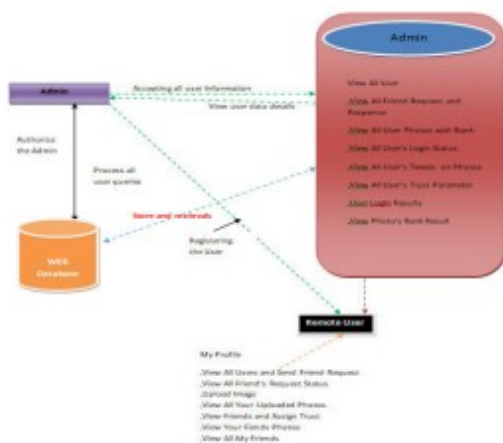 Admin
Admin
Accepting all user Information
View user data details
View All User
.View All Friend Request and
Response
.View All User Photos with Rank
.View All User's Login Status
.View All User's Tweets on Photos
.View All User's Trust Parameter
.User Login Results
.View Photo's Rank Result
Authorize
the Admin
Process all
user queries
Store and retrievals
WEB
Database
Registering
the User
Remote User
My Profile
.View All Users and Send Friend Request
.View All Friend's Request Status
.Upload Image
.View All Your Uploaded Photos
.View Friends and Assign Trust
.View Your Fiends Photos
.View All My Friends